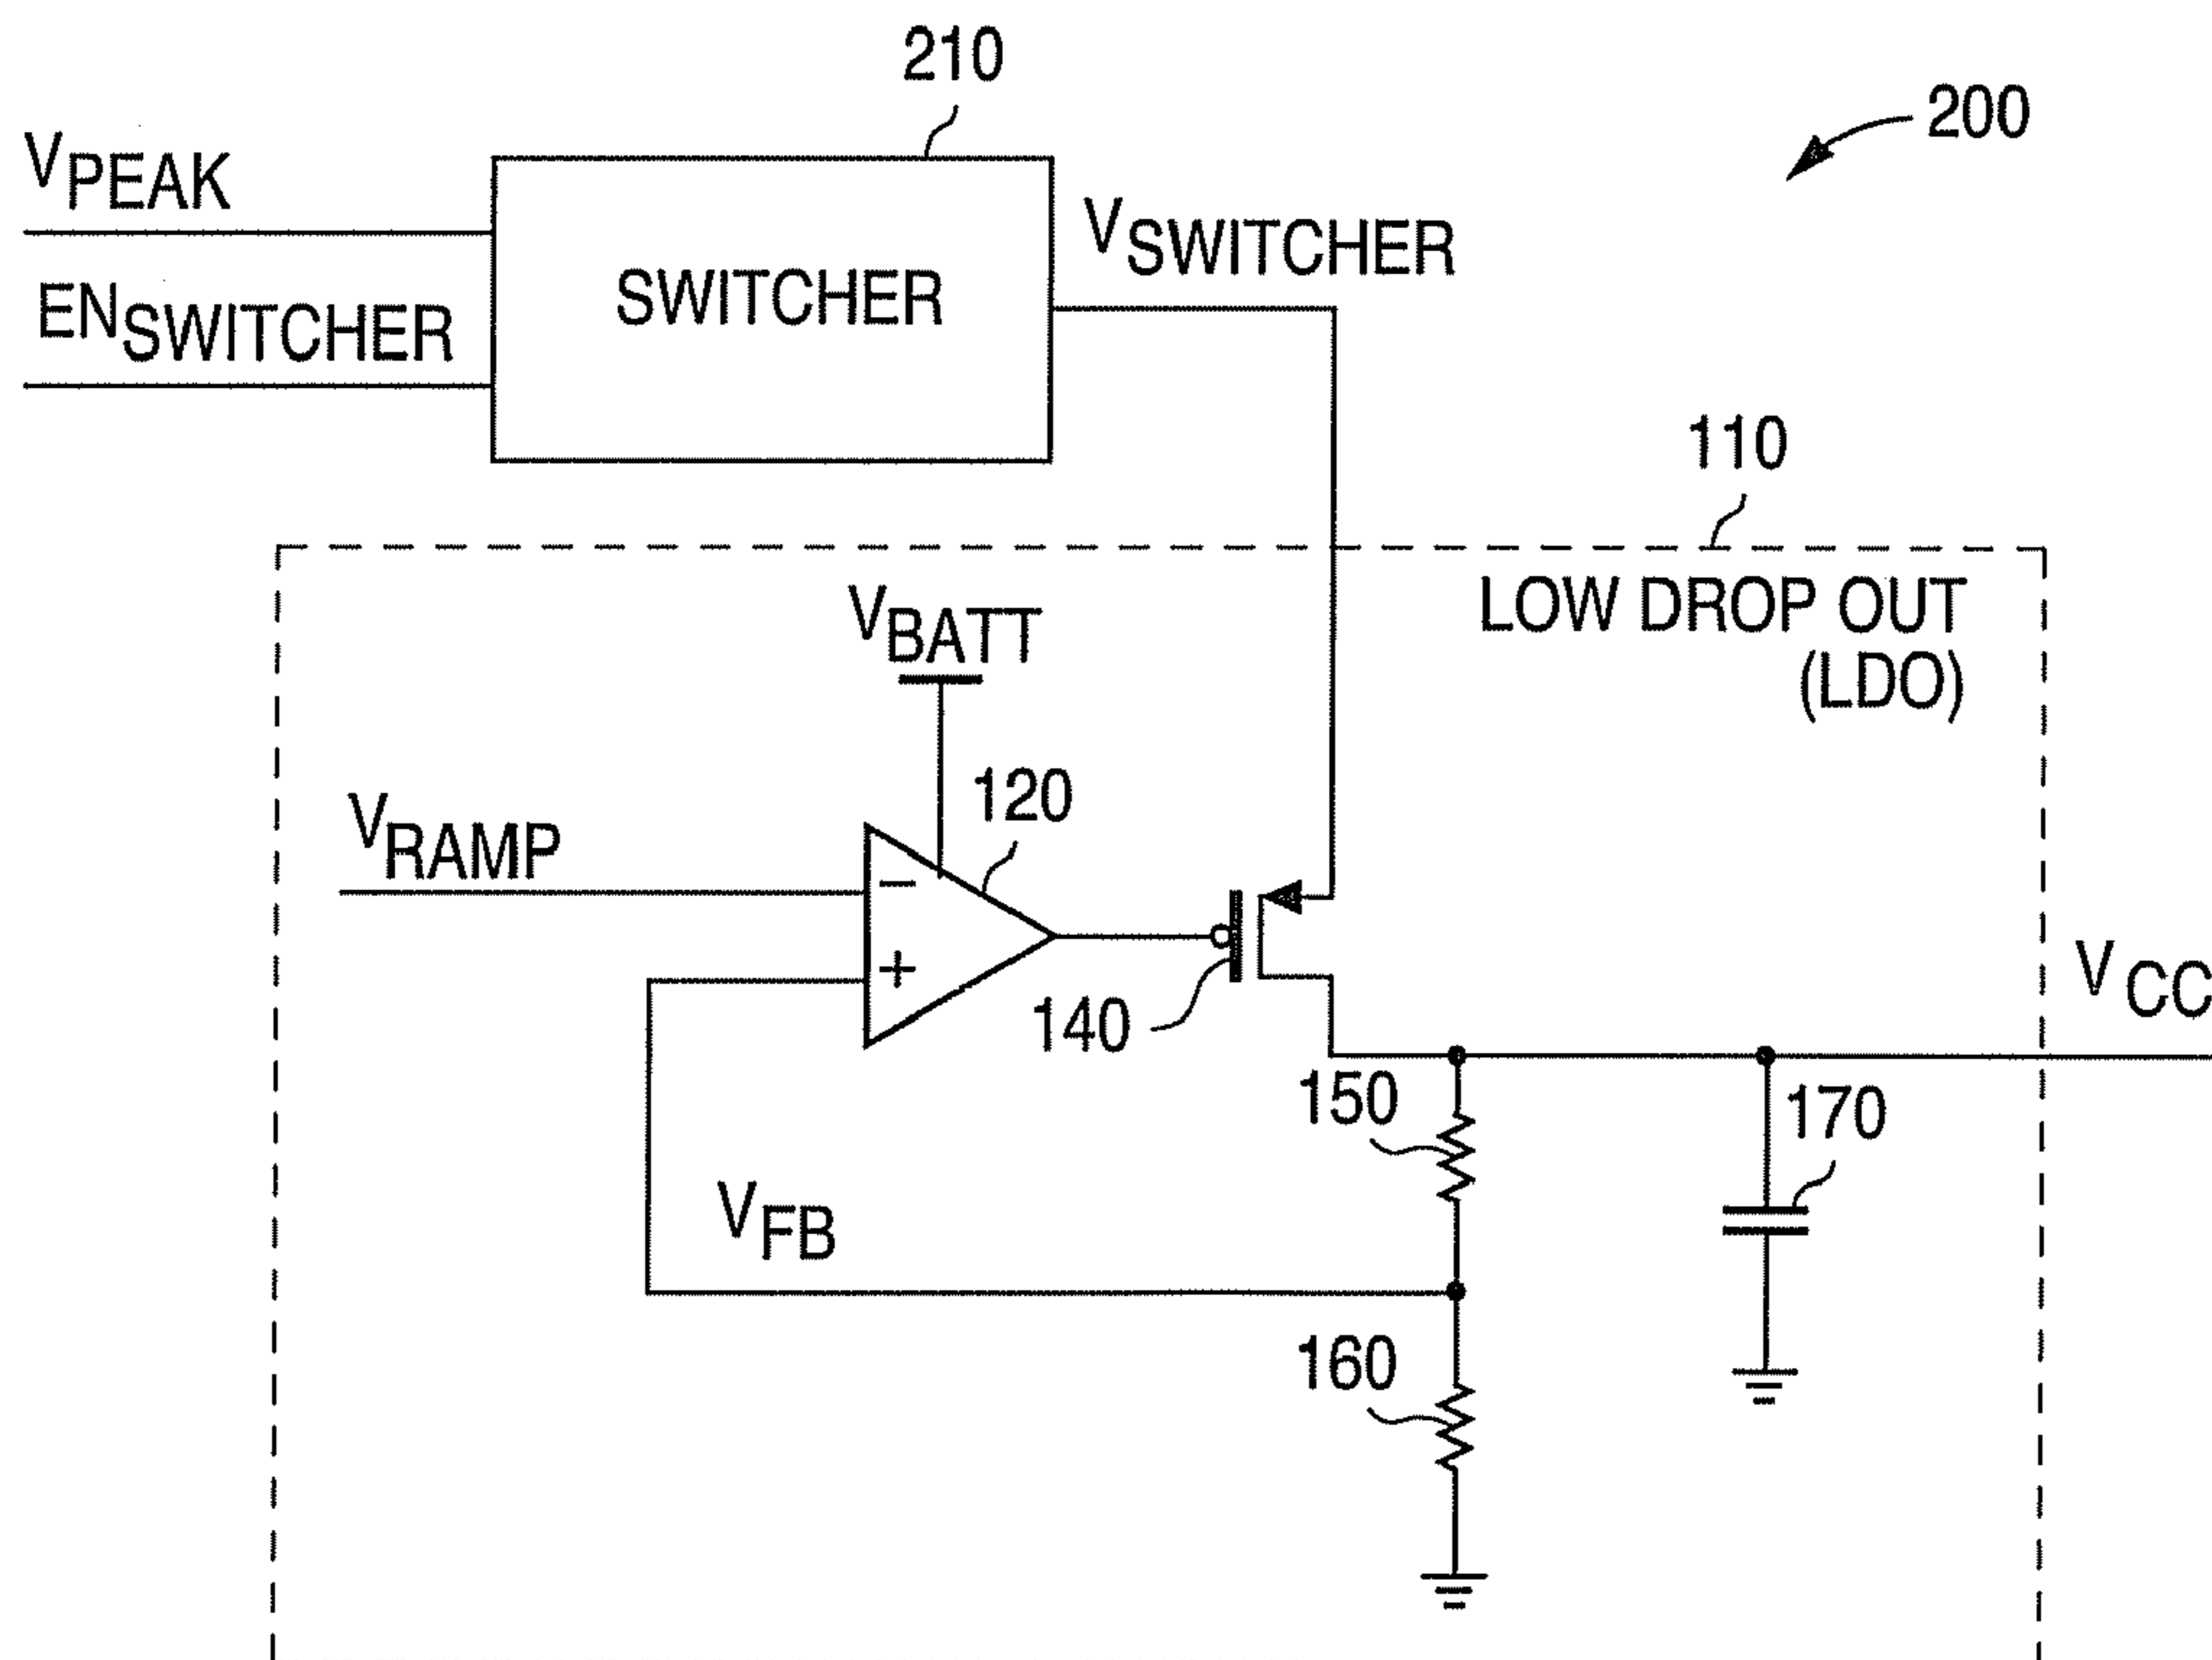 210
200
VPEAK
ENSWITCHER
SWITCHER
VSWITCHER
110
LOW DROP OUT
(LDO)
VBATT
120
VRAMP
−
+
140
VCC
150
170
VFB
160